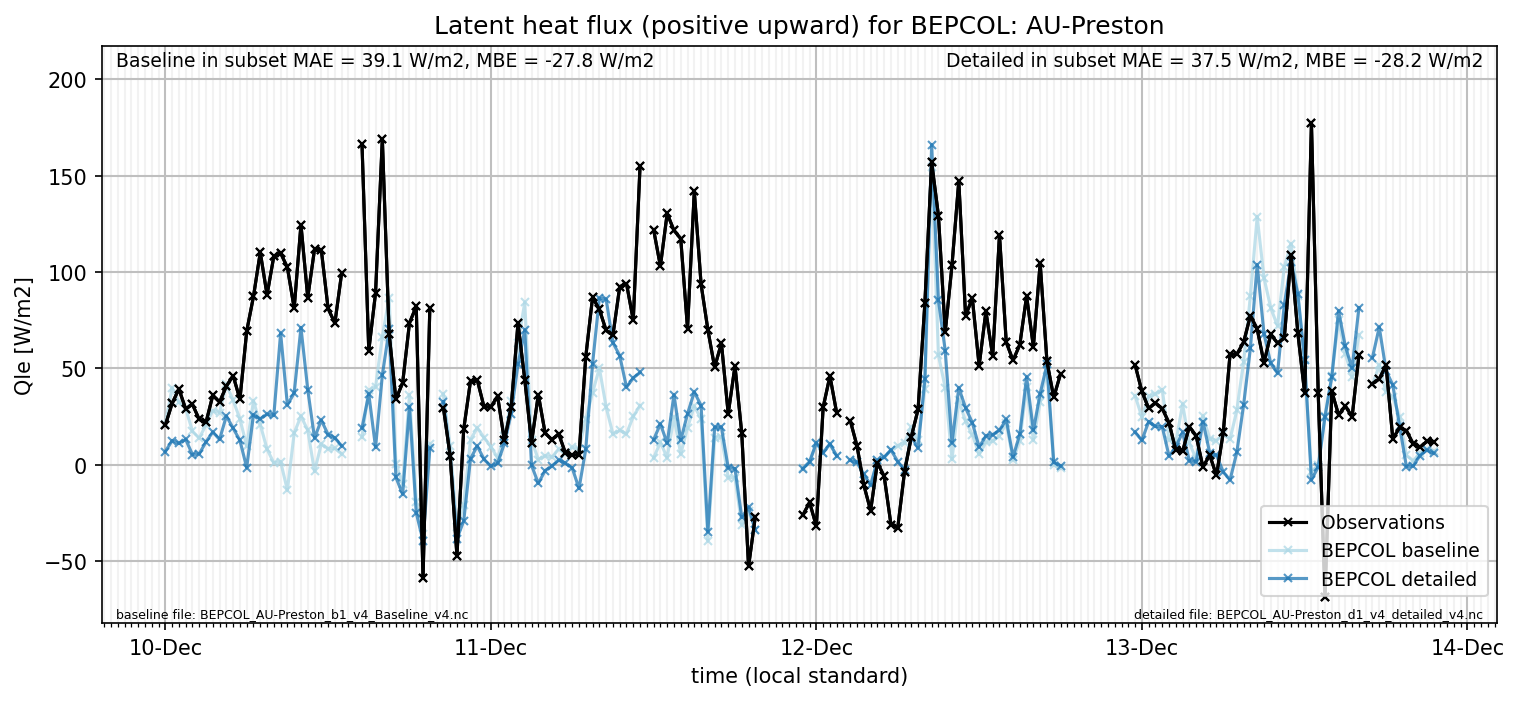 Latent heat flux (positive upward) for BEPCOL: AU-Preston
Baseline in subset MAE = 39.1 W/m2, MBE = -27.8 W/m2
Detailed in subset MAE = 37.5 W/m2, MBE = -28.2 W/m2
200
150
100
50
0
−50
Qle [W/m2]
Observations
BEPCOL baseline
BEPCOL detailed
baseline file: BEPCOL_AU-Preston_b1_v4_Baseline_v4.nc
detailed file: BEPCOL_AU-Preston_d1_v4_detailed_v4.nc
10-Dec
11-Dec
12-Dec
13-Dec
14-Dec
time (local standard)